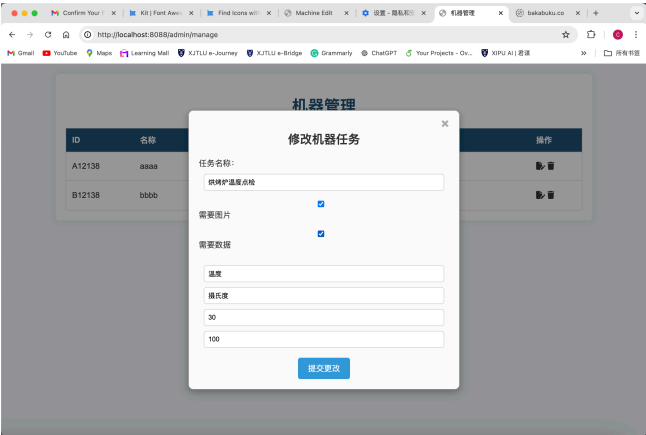 Confirm Your F
Kit | Font Awes
Find Icons with
Machine Edit
设置 - 隐私和安
机器管理
bakabuku.co
http://localhost:8088/admin/manage
Gmail
YouTube
Maps
Learning Mall
XJTLU e-Journey
XJTLU e-Bridge
Grammarly
ChatGPT
Your Projects - Ov...
XIPU AI | 君谋
所有书签
机器管理
ID 名称 操作
A12138 aaaa
B12138 bbbb
修改机器任务
任务名称:
烘烤炉温度点检
需要图片
需要数据
温度
摄氏度
30
100
提交更改